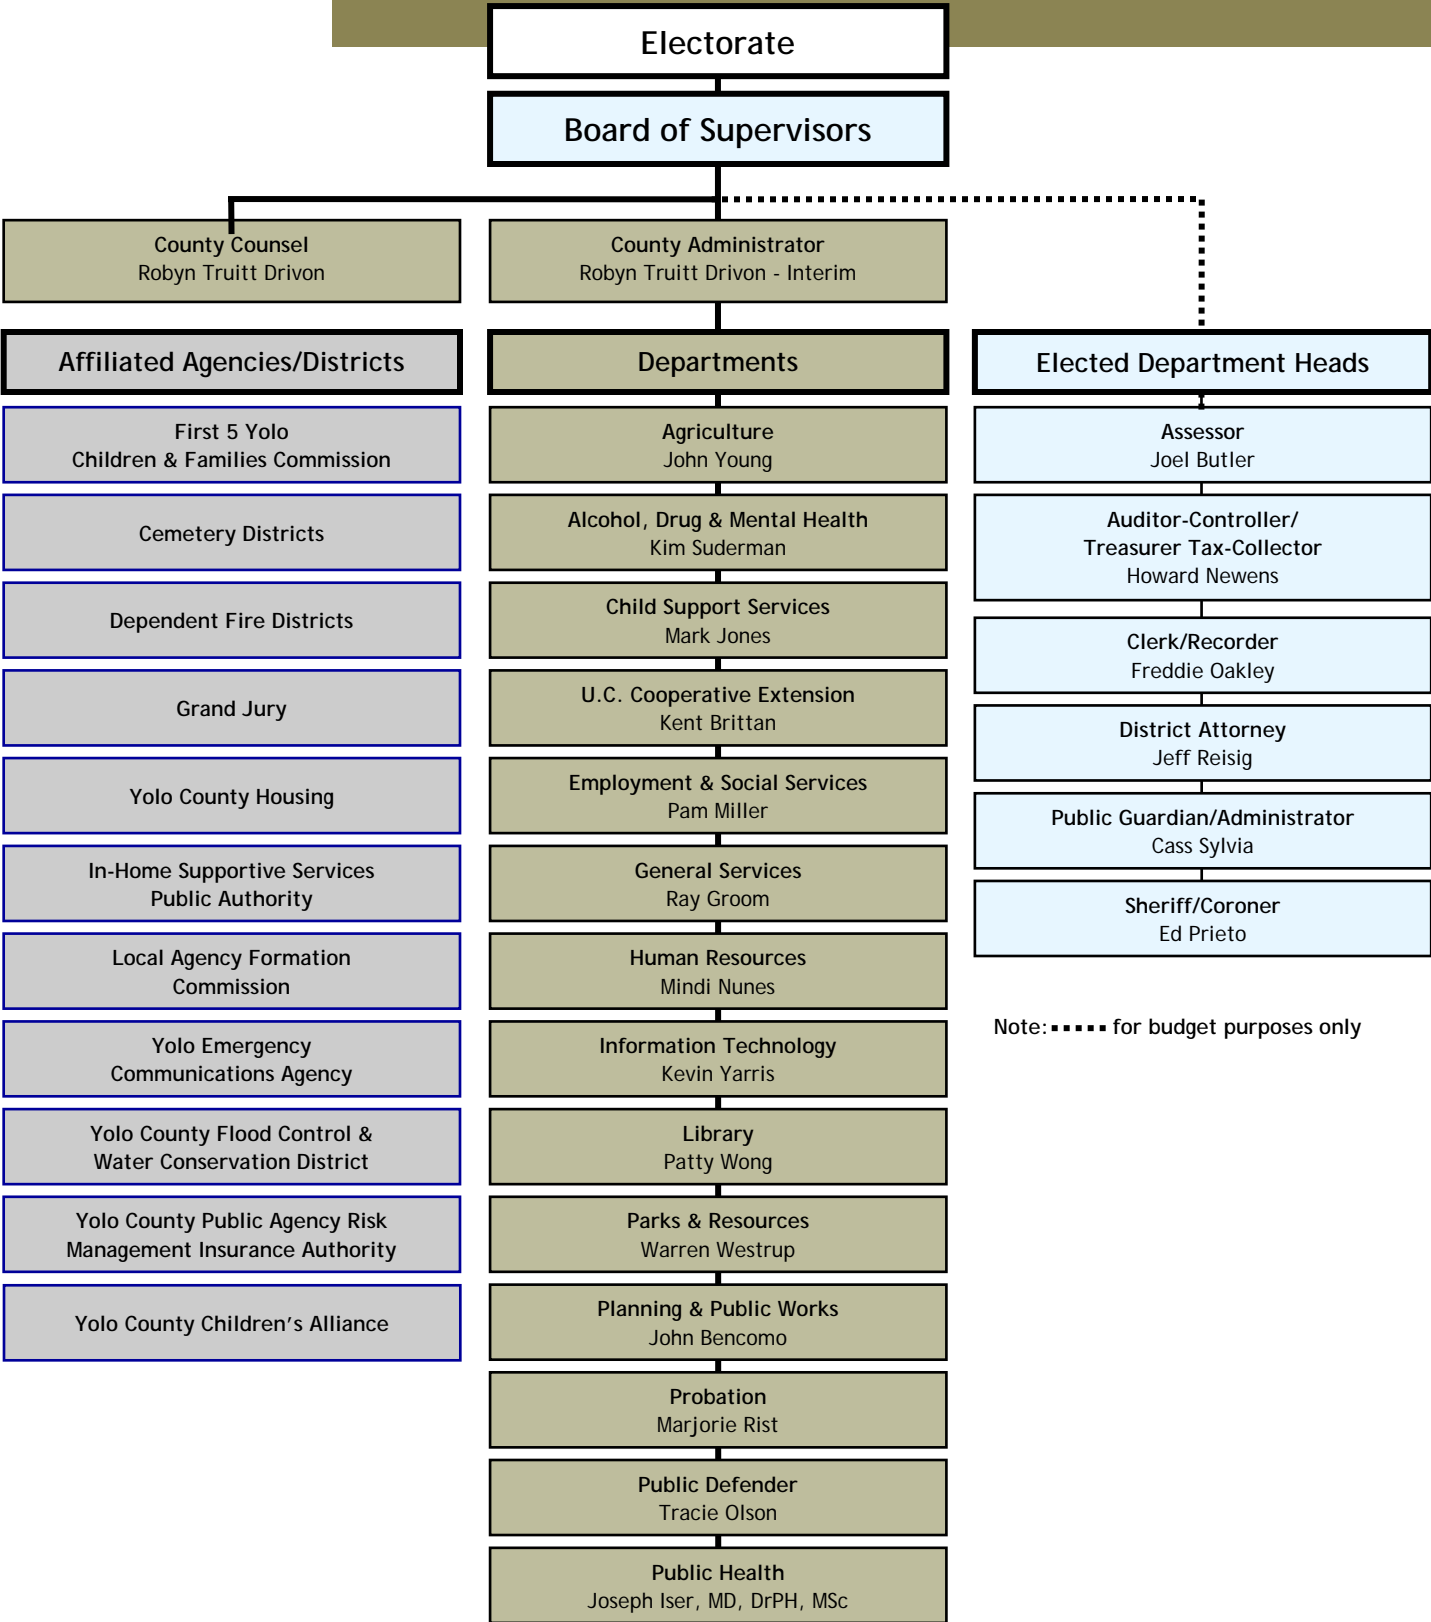 Electorate
Board of Supervisors
County Counsel
Robyn Truitt Drivon
County Administrator
Robyn Truitt Drivon - Interim
Affiliated Agencies/Districts
First 5 Yolo
Children & Families Commission
Cemetery Districts
Dependent Fire Districts
Grand Jury
Yolo County Housing
In-Home Supportive Services
Public Authority
Local Agency Formation
Commission
Yolo Emergency
Communications Agency
Yolo County Flood Control &
Water Conservation District
Yolo County Public Agency Risk
Management Insurance Authority
Yolo County Children's Alliance
Departments
Agriculture
John Young
Alcohol, Drug & Mental Health
Kim Suderman
Child Support Services
Mark Jones
U.C. Cooperative Extension
Kent Brittan
Employment & Social Services
Pam Miller
General Services
Ray Groom
Human Resources
Mindi Nunes
Information Technology
Kevin Yarris
Library
Patty Wong
Parks & Resources
Warren Westrup
Planning & Public Works
John Bencomo
Probation
Marjorie Rist
Public Defender
Tracie Olson
Public Health
Joseph Iser, MD, DrPH, MSc
Elected Department Heads
Assessor
Joel Butler
Auditor-Controller/
Treasurer Tax-Collector
Howard Newens
Clerk/Recorder
Freddie Oakley
District Attorney
Jeff Reisig
Public Guardian/Administrator
Cass Sylvia
Sheriff/Coroner
Ed Prieto
Note: for budget purposes only